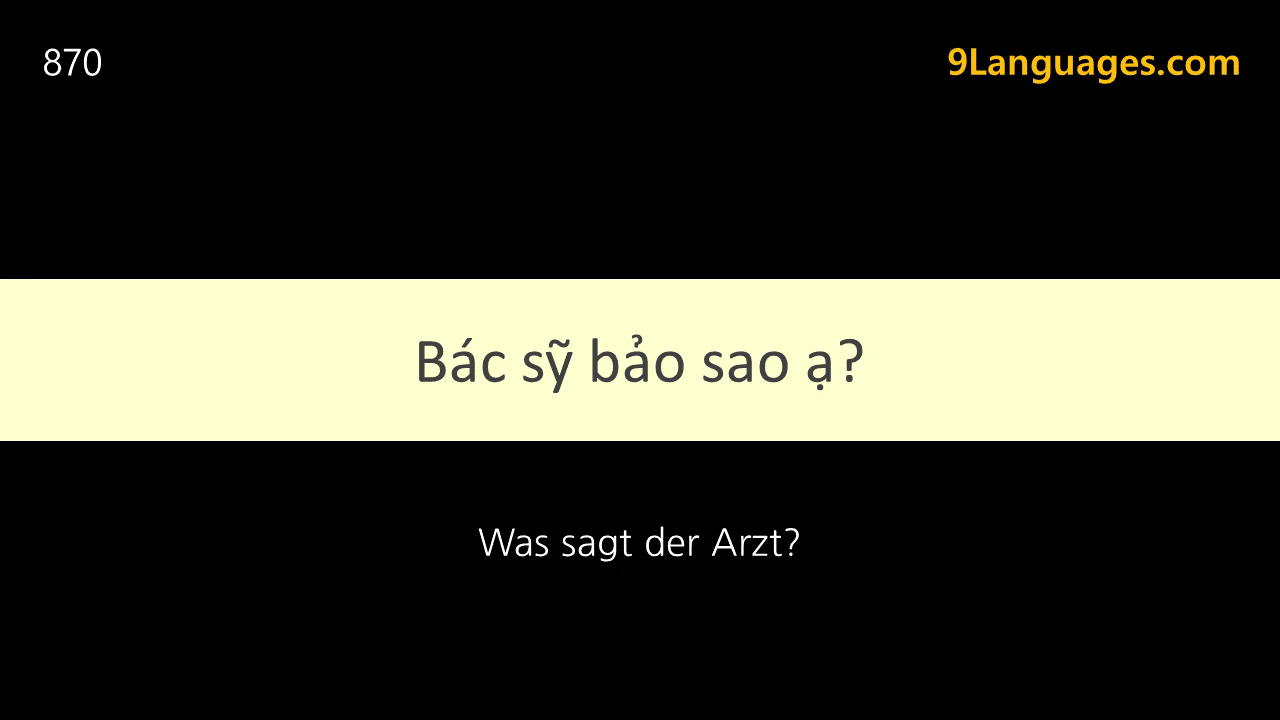 870
9Languages.com
Bác sỹ bảo sao ạ?
Was sagt der Arzt?